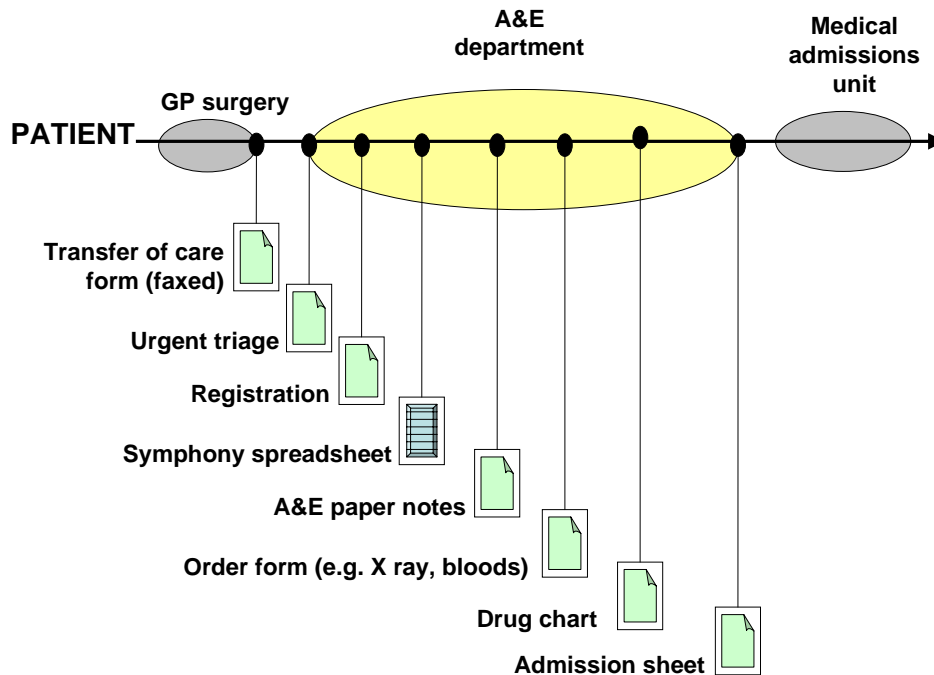 A&E
department
Medical
admissions
unit
GP surgery
PATIENT
Transfer of care
form (faxed)
Urgent triage
Registration
Symphony spreadsheet
A&E paper notes
Order form (e.g. X ray, bloods)
Drug chart
Admission sheet